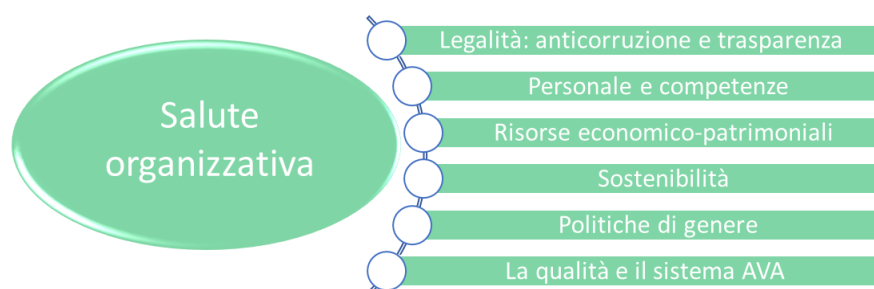 Salute
organizzativa
Legalità: anticorruzione e trasparenza
Personale e competenze
Risorse economico-patrimoniali
Sostenibilità
Politiche di genere
La qualità e il sistema AVA